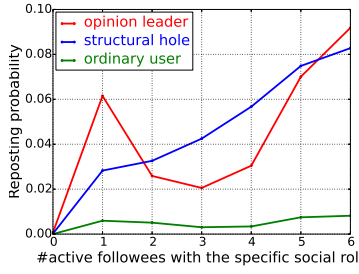 0.10
0.08
0.06
0.04
0.02
0.00
Reposting probability
opinion leader
structural hole
ordinary user
0 1 2 3 4 5 6
#active followees with the specific social rol